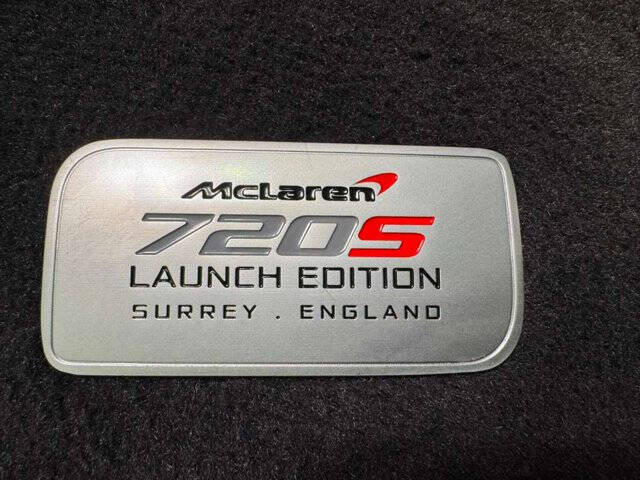 McLaren
720S
LAUNCH EDITION
SURREY . ENGLAND